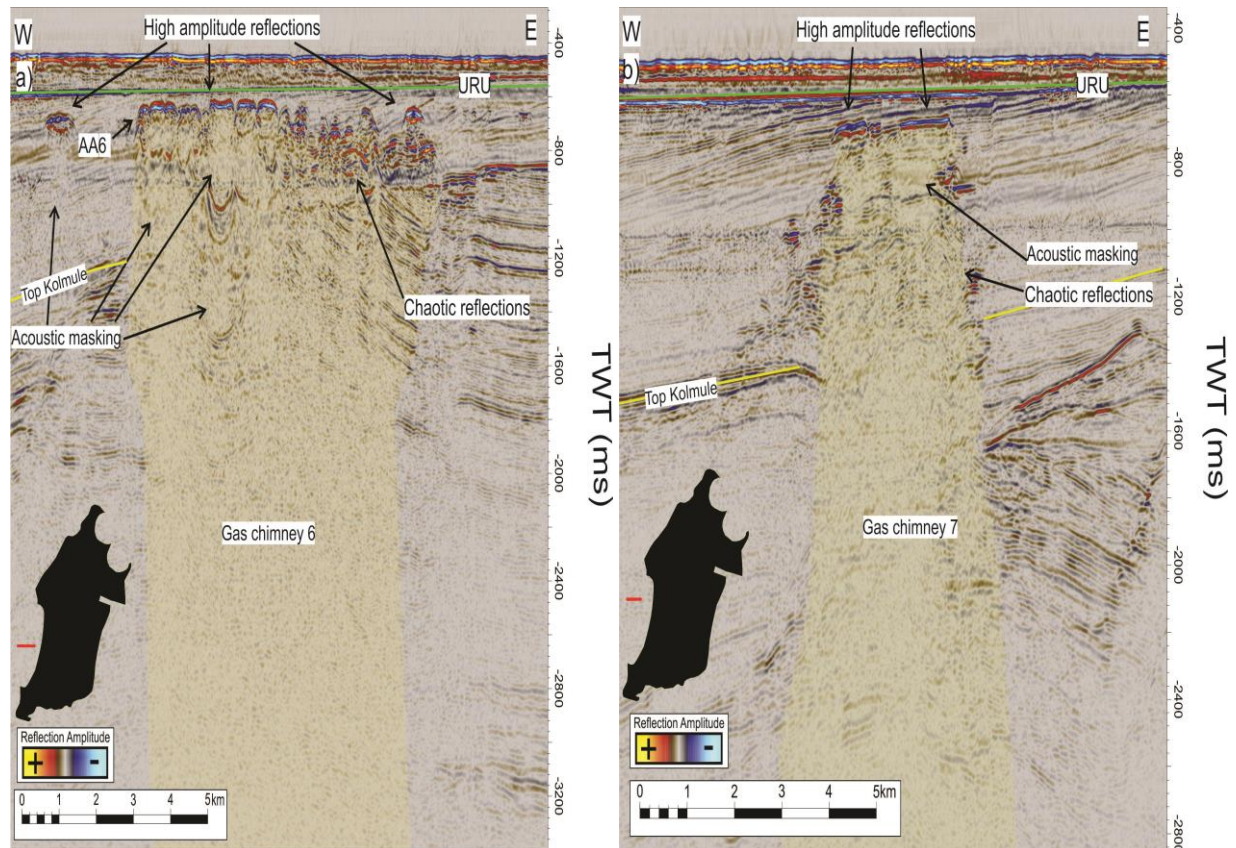 High amplitude reflections
W
E
a)
URU
AA6
Top Kolmule
Acoustic masking
Chaotic reflections
Gas chimney 6
Reflection Amplitude
+ -
0 1 2 3 4 5km
-400
-800
-1200
-1600
-2000
-2400
-2800
-3200
TWT (ms)
High amplitude reflections
W
E
b)
URU
Acoustic masking
Chaotic reflections
Top Kolmule
Gas chimney 7
Reflection Amplitude
+ -
0 1 2 3 4 5km
-400
-800
-1200
-1600
-2000
-2400
-2800
TWT (ms)